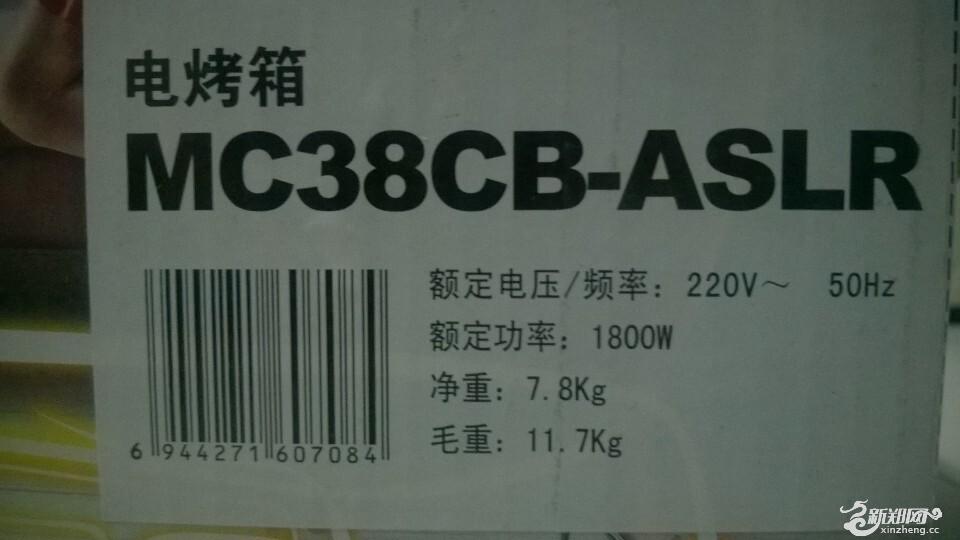 电烤箱
MC38CB-ASLR
额定电压/频率：220V～ 50Hz
额定功率：1800W
净重：7.8Kg
毛重：11.7Kg
6 944271 607084
新郑网
xinzheng.cc